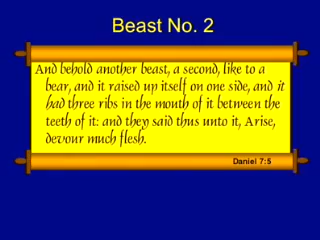 Beast No. 2
And behold another beast, a second, like to a
bear, and it raised up itself on one side, and it
had three ribs in the mouth of it between the
teeth of it: and they said thus unto it, Arise,
devour much flesh.
Daniel 7:5